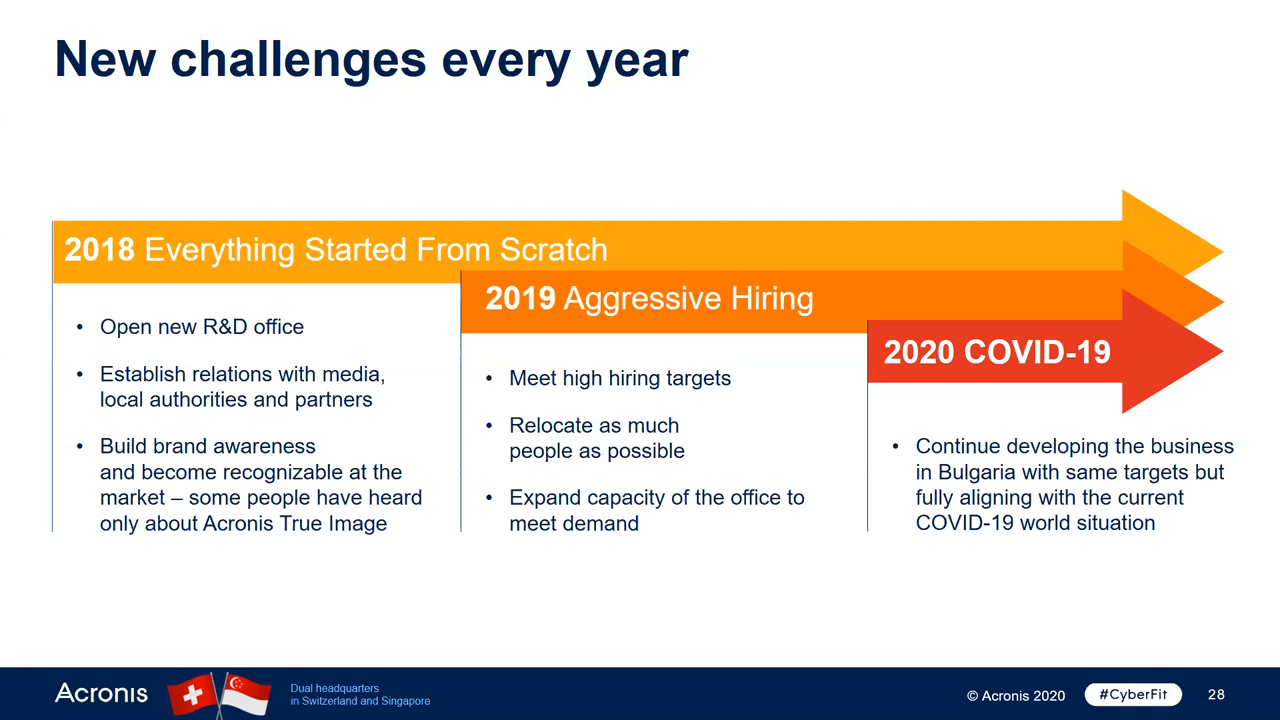 New challenges every year
2018 Everything Started From Scratch
• Open new R&D office
• Establish relations with media,
local authorities and partners
• Build brand awareness
and become recognizable at the
market – some people have heard
only about Acronis True Image
2019 Aggressive Hiring
• Meet high hiring targets
• Relocate as much
people as possible
• Expand capacity of the office to
meet demand
2020 COVID-19
• Continue developing the business
in Bulgaria with same targets but
fully aligning with the current
COVID-19 world situation
Acronis
Dual headquarters
in Switzerland and Singapore
© Acronis 2020
#CyberFit
28